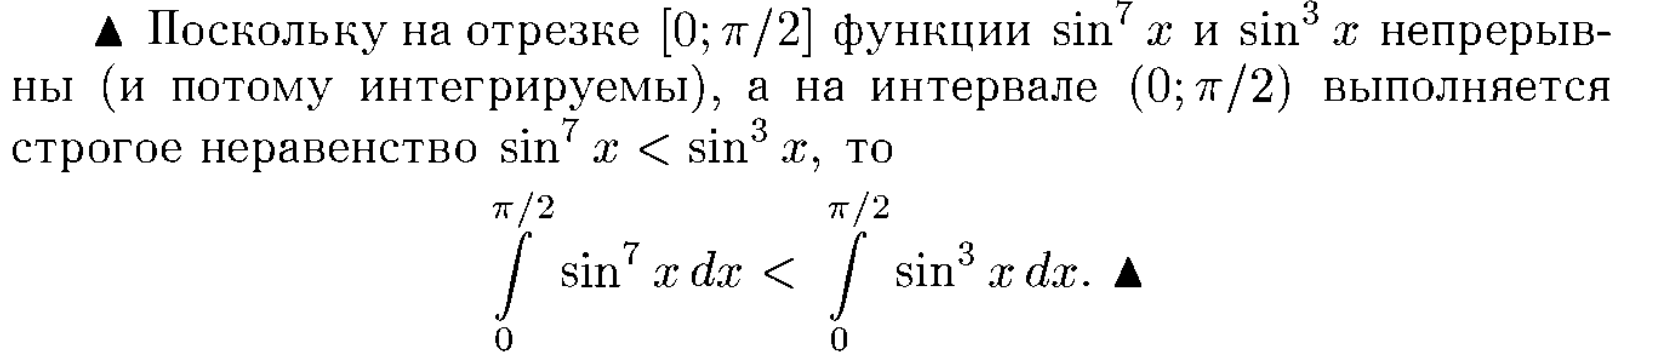 ▲ Поскольку на отрезке [0; π/2] функции sin⁷ x и sin³ x непрерыв-
ны (и потому интегрируемы), а на интервале (0; π/2) выполняется
строгое неравенство sin⁷ x < sin³ x, то
π/2 π/2
∫ sin⁷ x dx < ∫ sin³ x dx. ▲
0 0